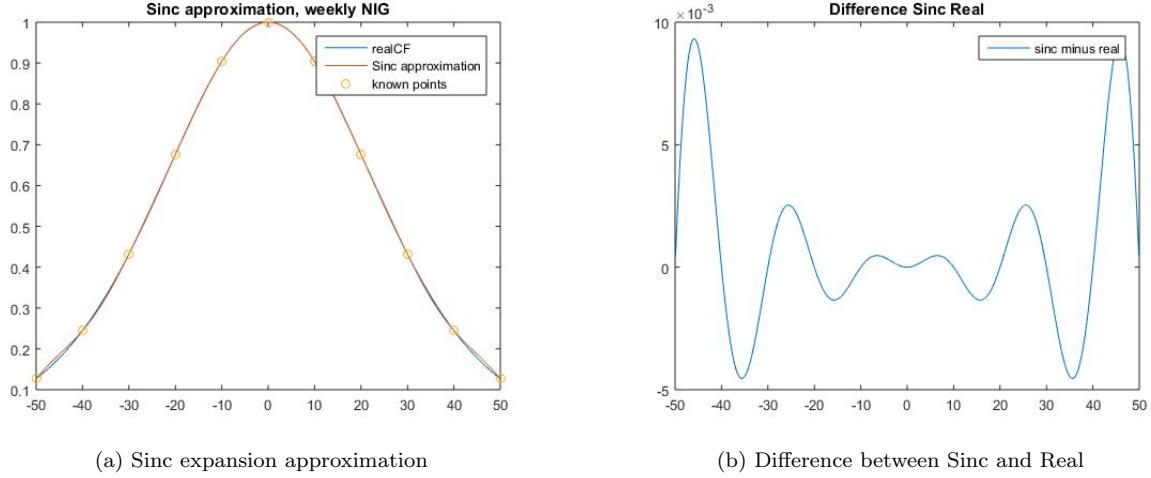 Sinc approximation, weekly NIG
realCF
Sinc approximation
known points
1
0.9
0.8
0.7
0.6
0.5
0.4
0.3
0.2
0.1
-50 -40 -30 -20 -10 0 10 20 30 40 50
(a) Sinc expansion approximation
×10-3
Difference Sinc Real
sinc minus real
10
5
0
-5
-50 -40 -30 -20 -10 0 10 20 30 40 50
(b) Difference between Sinc and Real